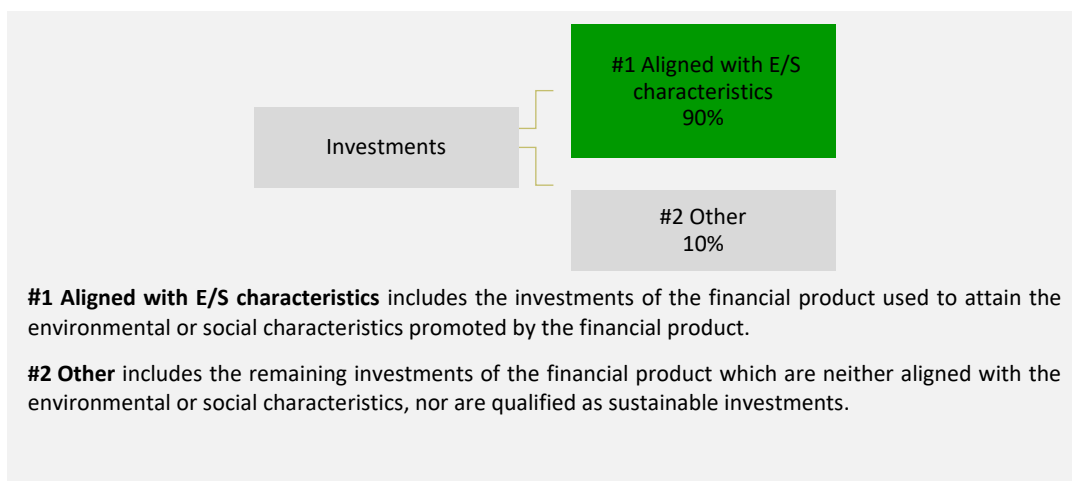 #1 Aligned with E/S
characteristics
90%
Investments
#2 Other
10%
#1 Aligned with E/S characteristics includes the investments of the financial product used to attain the
environmental or social characteristics promoted by the financial product.
#2 Other includes the remaining investments of the financial product which are neither aligned with the
environmental or social characteristics, nor are qualified as sustainable investments.